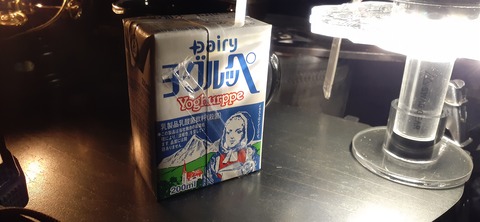 Dairy
ヨーグルッペ
Yoghurppe
乳製品乳酸菌飲料(殺菌)
200ml